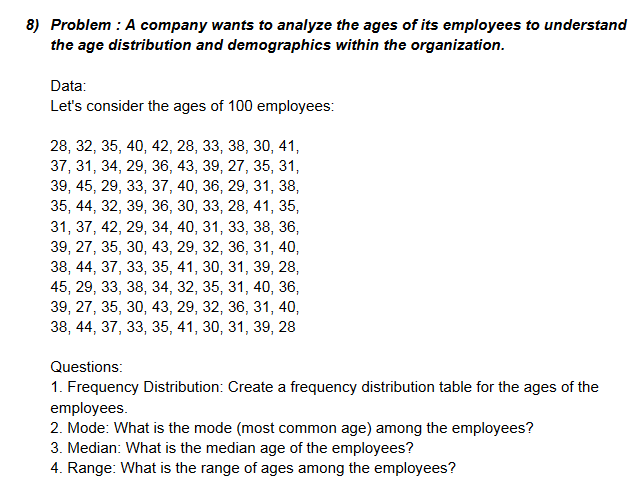 8) Problem : A company wants to analyze the ages of its employees to understand
the age distribution and demographics within the organization.
Data:
Let's consider the ages of 100 employees:
28, 32, 35, 40, 42, 28, 33, 38, 30, 41,
37, 31, 34, 29, 36, 43, 39, 27, 35, 31,
39, 45, 29, 33, 37, 40, 36, 29, 31, 38,
35, 44, 32, 39, 36, 30, 33, 28, 41, 35,
31, 37, 42, 29, 34, 40, 31, 33, 38, 36,
39, 27, 35, 30, 43, 29, 32, 36, 31, 40,
38, 44, 37, 33, 35, 41, 30, 31, 39, 28,
45, 29, 33, 38, 34, 32, 35, 31, 40, 36,
39, 27, 35, 30, 43, 29, 32, 36, 31, 40,
38, 44, 37, 33, 35, 41, 30, 31, 39, 28
Questions:
1. Frequency Distribution: Create a frequency distribution table for the ages of the
employees.
2. Mode: What is the mode (most common age) among the employees?
3. Median: What is the median age of the employees?
4. Range: What is the range of ages among the employees?